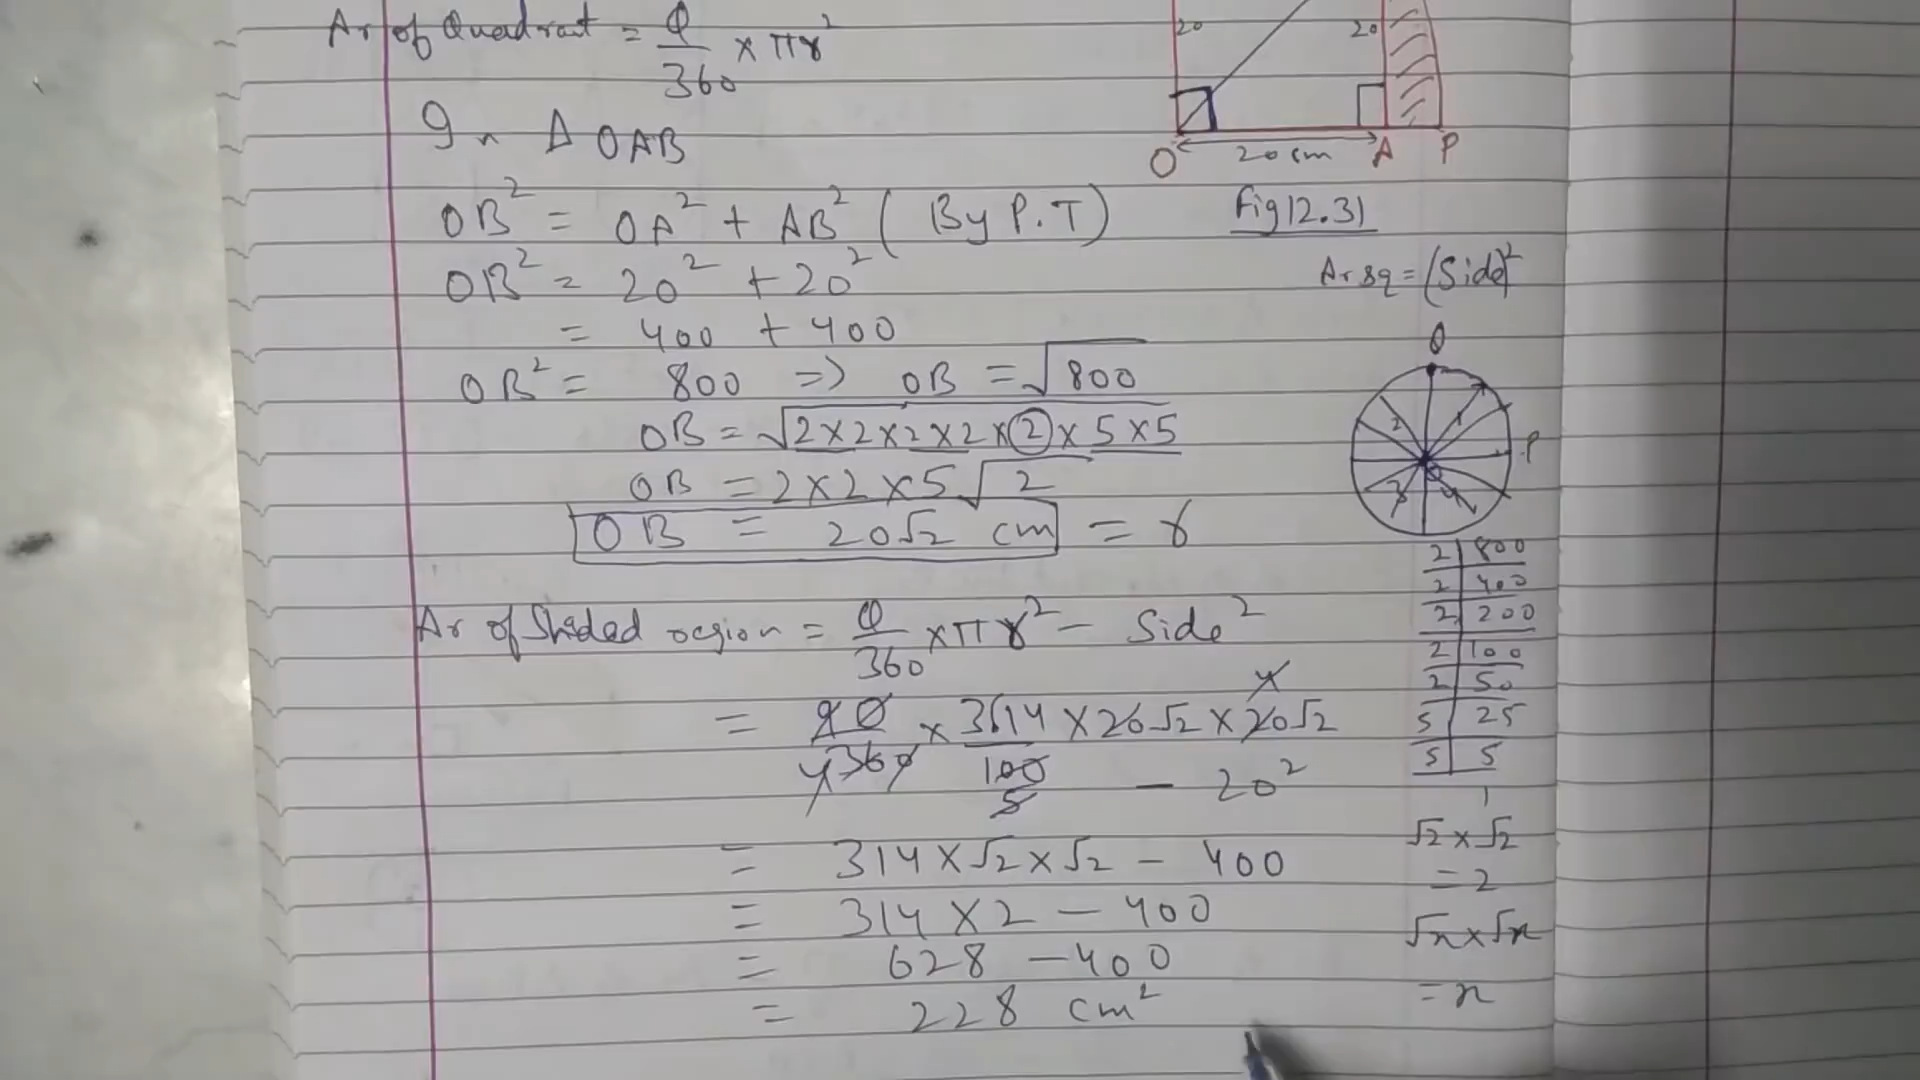 Ar of Quadrant = θ/360 × πr²
20
20
In Δ OAB
O 20 cm A P
OB² = OA² + AB² ( By P.T)
Fig 12.31
OB² = 20² + 20²
Ar sq = (Side)²
= 400 + 400
Q
OB² = 800 => OB = √800
OB = √2×2×2×2×2×5×5
P
OB = 2×2×5√2
OB = 20√2 cm = r
2 | 800
2 | 400
2 | 200
2 | 100
2 | 50
5 | 25
5 | 5
1
Ar of Shaded region = θ/360 × πr² - Side²
= 90/360 × 314/100 × 20√2 × 20√2
- 20²
√2 × √2
= 2
= 314 × √2 × √2 - 400
= 314 × 2 - 400
√x × √x
= x
= 628 - 400
= 228 cm²